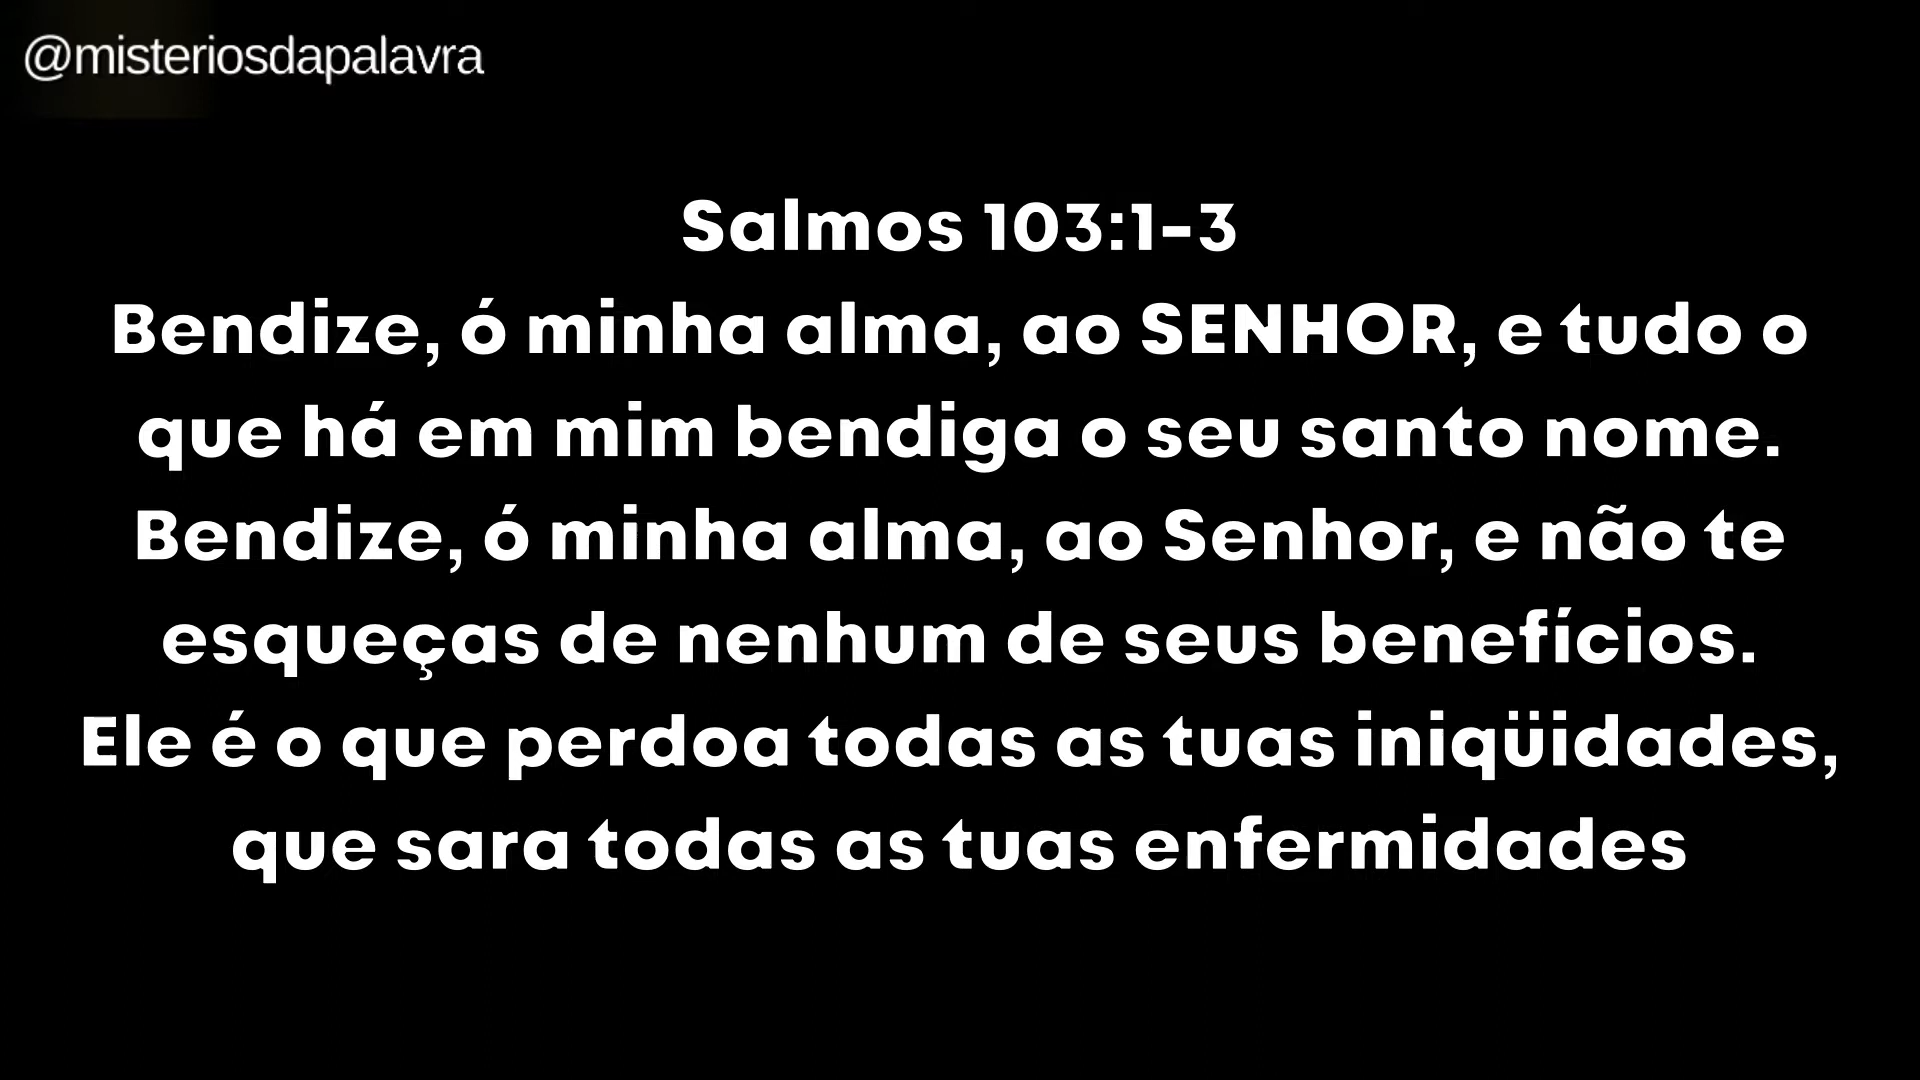 @misteriosdapalavra
Salmos 103:1-3
Bendize, ó minha alma, ao SENHOR, e tudo o
que há em mim bendiga o seu santo nome.
Bendize, ó minha alma, ao Senhor, e não te
esqueças de nenhum de seus benefícios.
Ele é o que perdoa todas as tuas iniqüidades,
que sara todas as tuas enfermidades